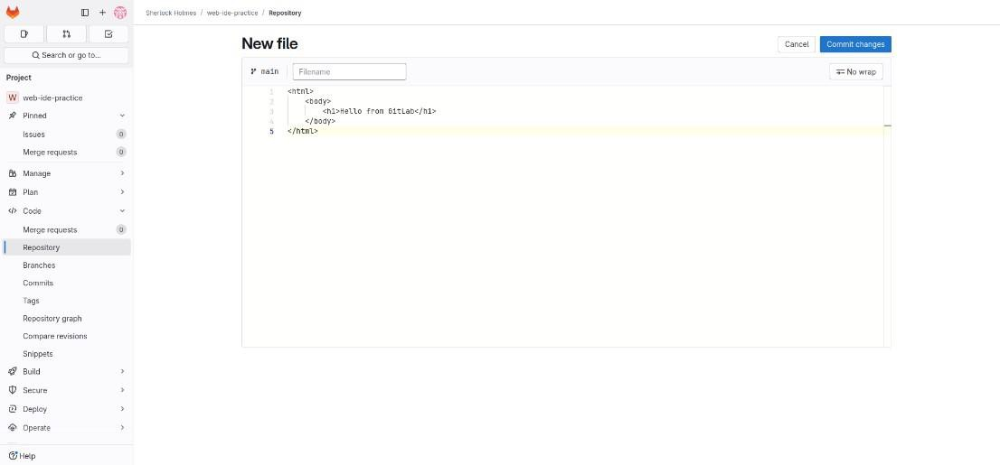 Sherlock Holmes / web-ide-practice / Repository
Search or go to...
Project
W web-ide-practice
Pinned
Issues 0
Merge requests 0
Manage
Plan
Code
Merge requests 0
Repository
Branches
Commits
Tags
Repository graph
Compare revisions
Snippets
Build
Secure
Deploy
Operate
Help
New file
Cancel
Commit changes
main
Filename
No wrap
1 <html>
2 <body>
3 <h1>Hello from GitLab</h1>
4 </body>
5 </html>